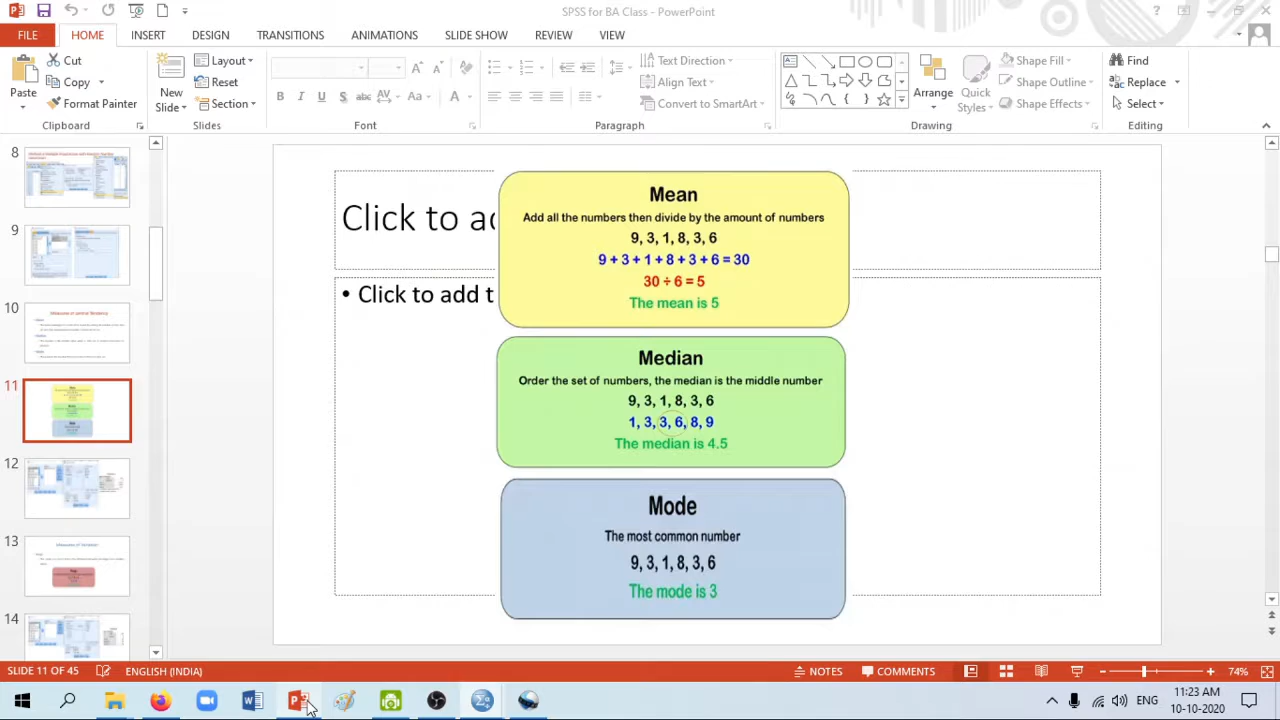 SPSS for BA Class - PowerPoint
FILE HOME INSERT DESIGN TRANSITIONS ANIMATIONS SLIDE SHOW REVIEW VIEW
Paste
Cut
Copy
Format Painter
Clipboard
New
Slide
Layout
Reset
Section
Slides
B I U S abc AV Aa A
Font
Text Direction
Align Text
Convert to SmartArt
Paragraph
Arrange
Quick
Styles
Shape Fill
Shape Outline
Shape Effects
Drawing
Find
Replace
Select
Editing
8
9
10
11
12
13
14
Click to a
• Click to add t
Mean
Add all the numbers then divide by the amount of numbers
9, 3, 1, 8, 3, 6
9 + 3 + 1 + 8 + 3 + 6 = 30
30 ÷ 6 = 5
The mean is 5
Median
Order the set of numbers, the median is the middle number
9, 3, 1, 8, 3, 6
1, 3, 3, 6, 8, 9
The median is 4.5
Mode
The most common number
9, 3, 1, 8, 3, 6
The mode is 3
SLIDE 11 OF 45 ENGLISH (INDIA) NOTES COMMENTS 74%
ENG
11:23 AM
10-10-2020